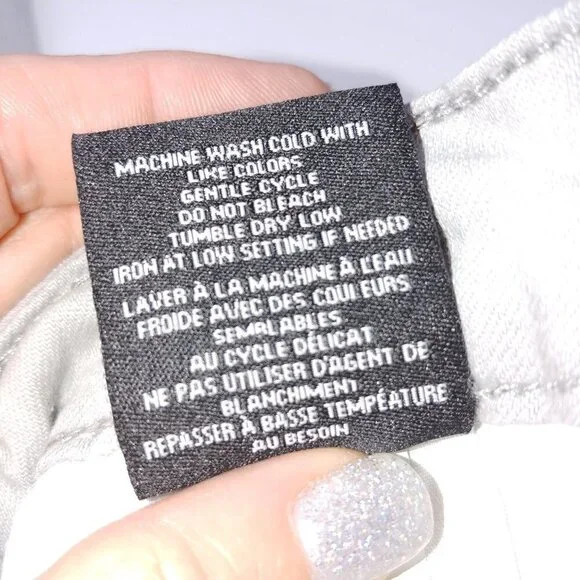 MACHINE WASH COLD WITH
LIKE COLORS
GENTLE CYCLE
DO NOT BLEACH
TUMBLE DRY LOW
IRON AT LOW SETTING IF NEEDED
LAVER À LA MACHINE À L'EAU
FROIDE AVEC DES COULEURS
SEMBLABLES
AU CYCLE DÉLICAT
NE PAS UTILISER D'AGENT DE
BLANCHIMENT
REPASSER À BASSE TEMPÉATURE
AU BESOIN